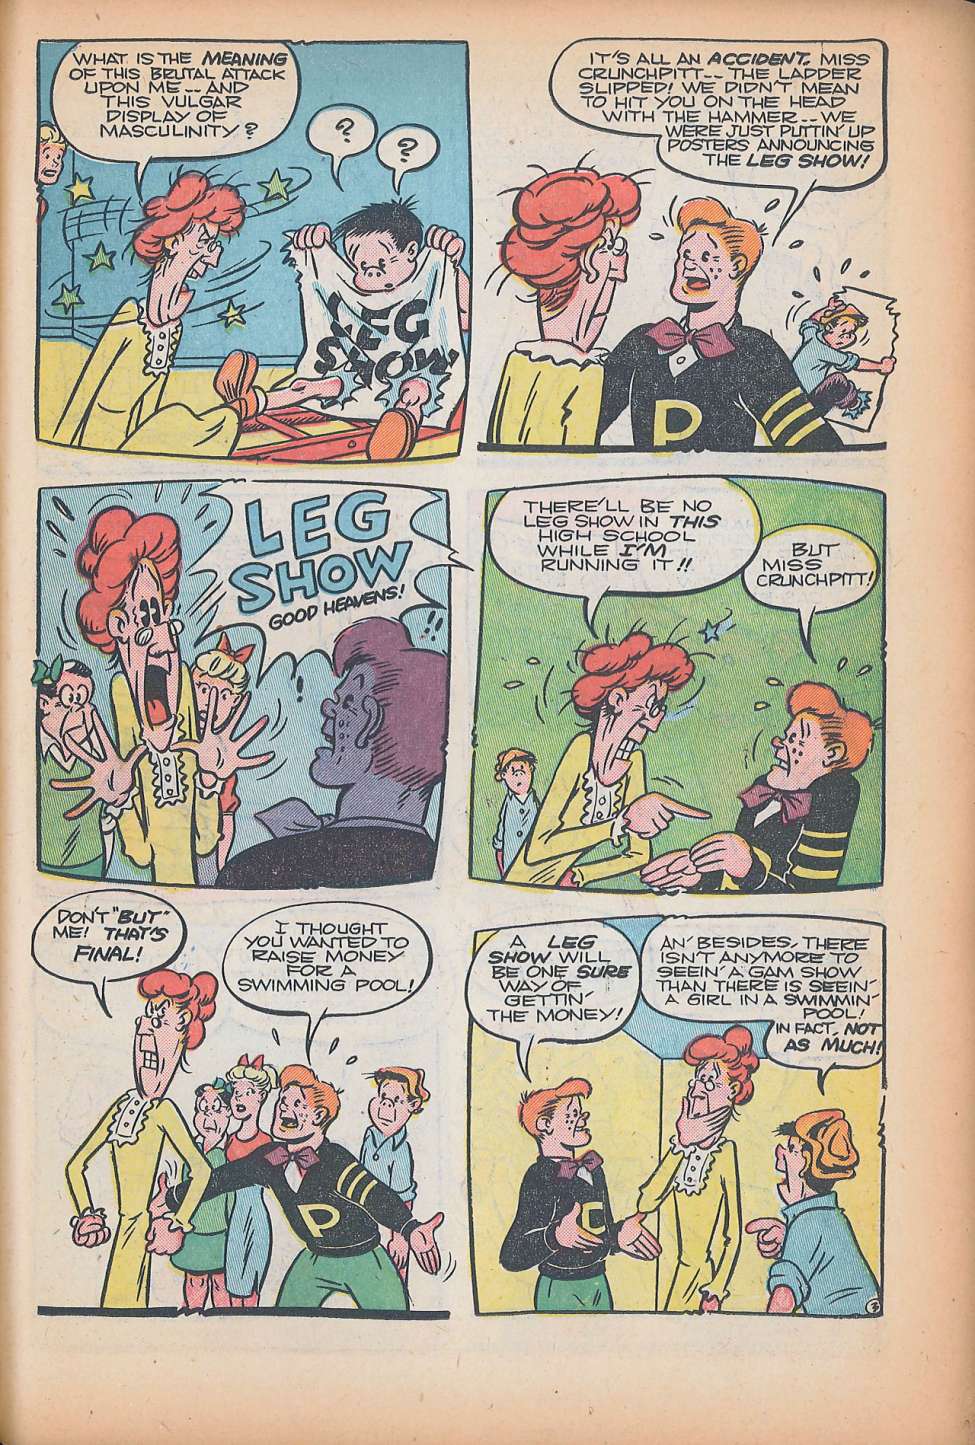 WHAT IS THE MEANING
OF THIS BRUTAL ATTACK
UPON ME -- AND
THIS VULGAR
DISPLAY OF
MASCULINITY?
?
?
LEG
SHOW
IT'S ALL AN ACCIDENT, MISS
CRUNCHPITT -- THE LADDER
SLIPPED! WE DIDN'T MEAN
TO HIT YOU ON THE HEAD
WITH THE HAMMER -- WE
WERE JUST PUTTIN' UP
POSTERS ANNOUNCING
THE LEG SHOW!
P
LEG
SHOW
GOOD HEAVENS!
!
!!
THERE'LL BE NO
LEG SHOW IN THIS
HIGH SCHOOL
WHILE I'M
RUNNING IT!!
BUT
MISS
CRUNCHPITT!
DON'T "BUT"
ME! THAT'S
FINAL!
I THOUGHT
YOU WANTED TO
RAISE MONEY
FOR A
SWIMMING POOL!
P
A LEG
SHOW WILL
BE ONE SURE
WAY OF
GETTIN'
THE MONEY!
AN' BESIDES, THERE
ISN'T ANYMORE TO
SEEIN' A GAM SHOW
THAN THERE IS SEEIN'
A GIRL IN A SWIMMIN'
POOL!
IN FACT, NOT
AS MUCH!
3